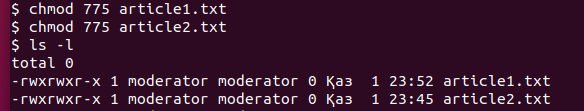 $ chmod 775 article1.txt
$ chmod 775 article2.txt
$ ls -l
total 0
-rwxrwxr-x 1 moderator moderator 0 Қаз  1 23:52 article1.txt
-rwxrwxr-x 1 moderator moderator 0 Қаз  1 23:45 article2.txt